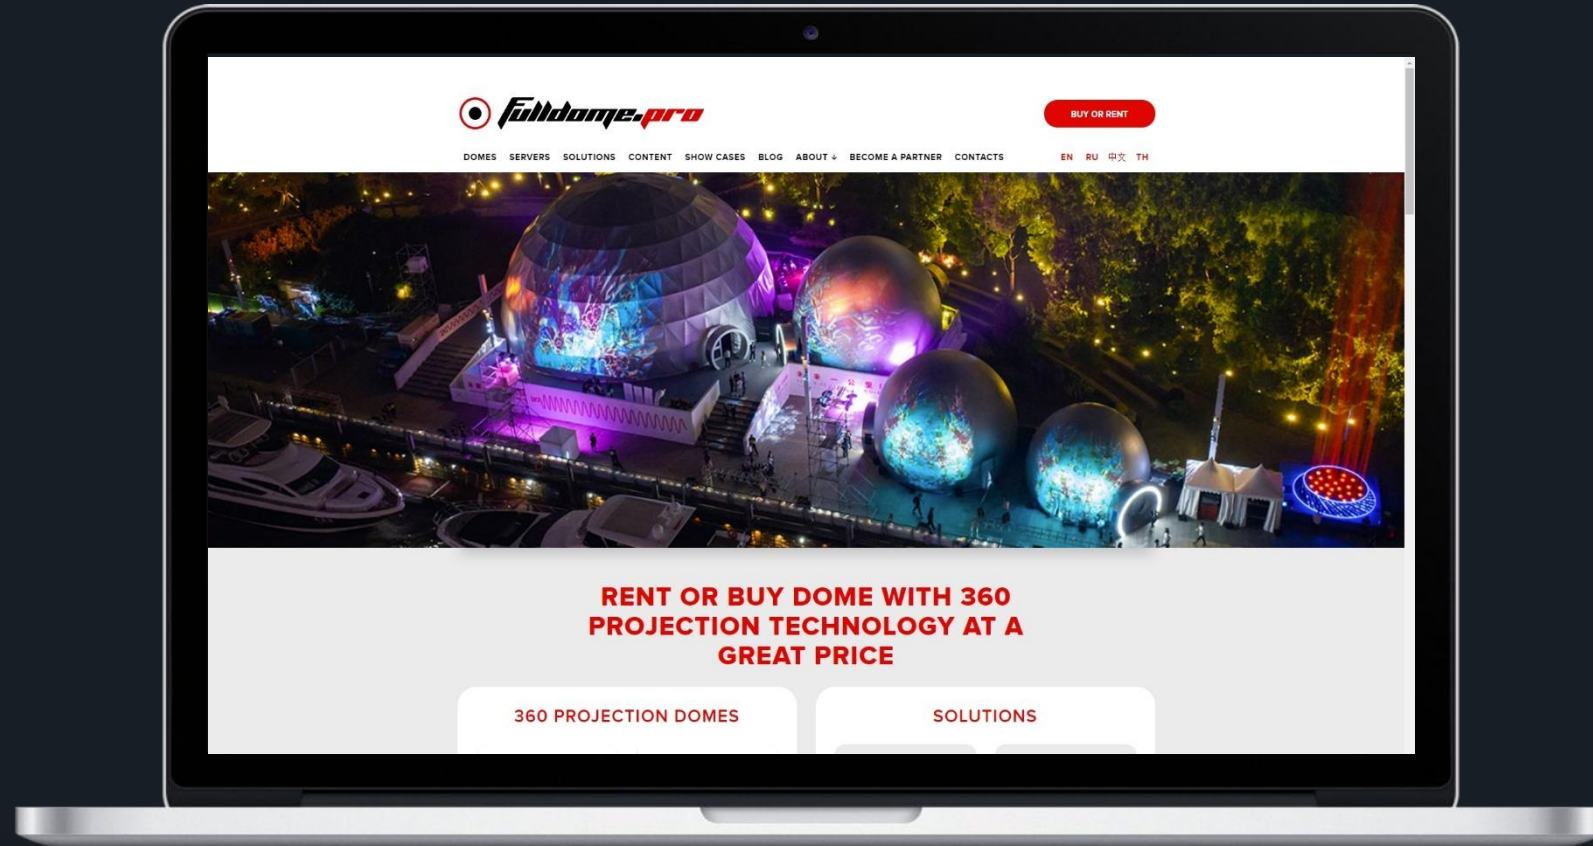 Fulldome.pro
BUY OR RENT
DOMES SERVERS SOLUTIONS CONTENT SHOW CASES BLOG ABOUT ↓ BECOME A PARTNER CONTACTS EN RU 中文 TH
RENT OR BUY DOME WITH 360
PROJECTION TECHNOLOGY AT A
GREAT PRICE
360 PROJECTION DOMES
SOLUTIONS